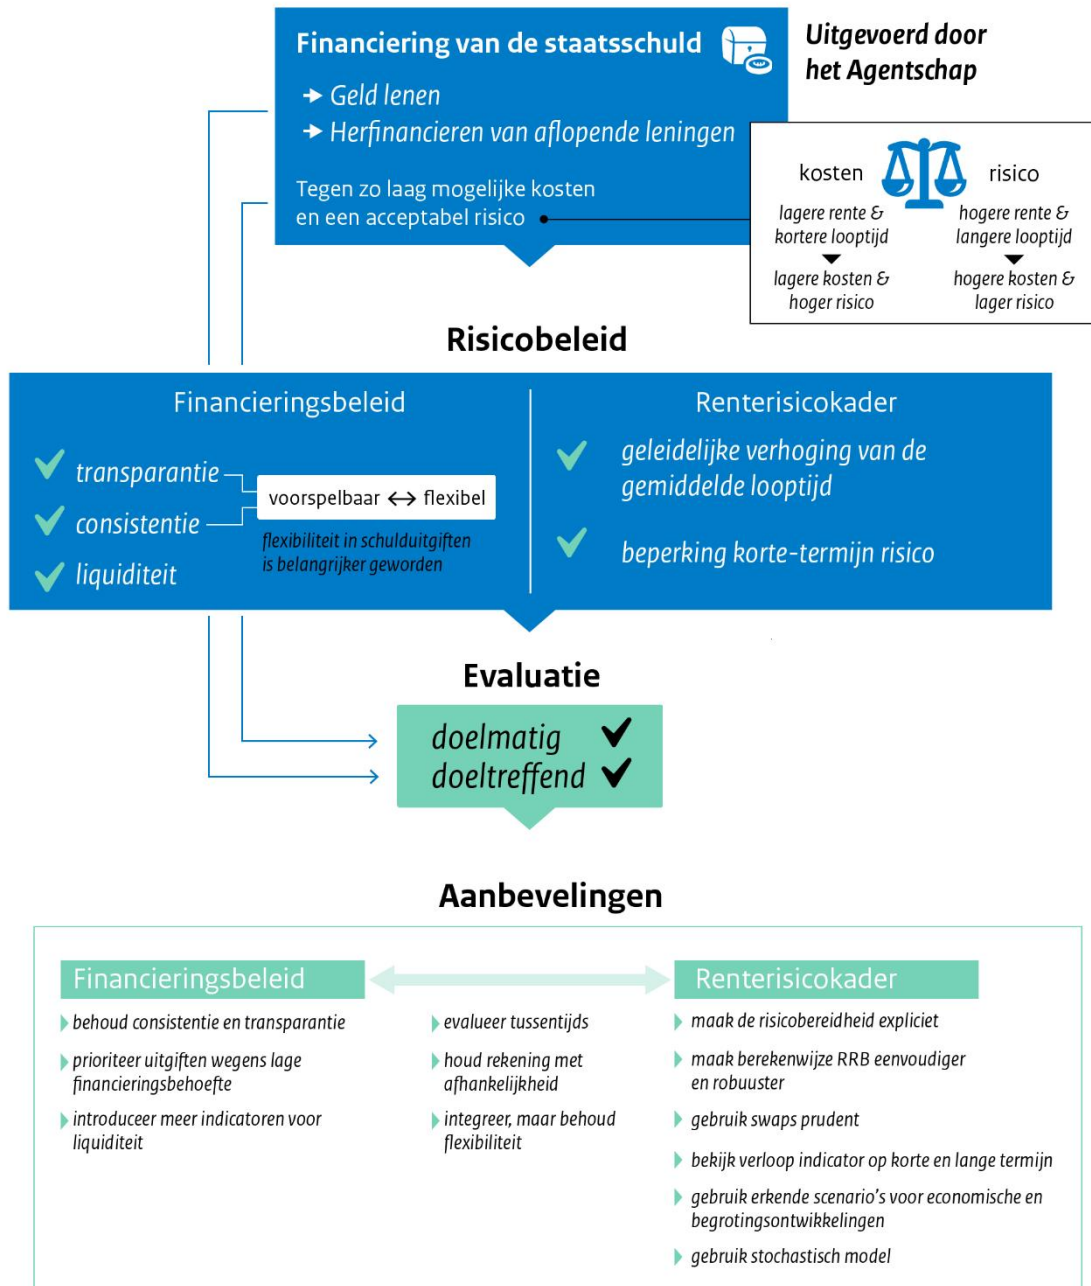 Financiering van de staatsschuld
→ Geld lenen
→ Herfinancieren van aflopende leningen
Tegen zo laag mogelijke kosten
en een acceptabel risico
Uitgevoerd door
het Agentschap
kosten
risico
lagere rente &
kortere looptijd
lagere kosten &
hoger risico
hogere rente &
langere looptijd
hogere kosten &
lager risico
Risicobeleid
Financieringsbeleid
transparantie
consistentie
liquiditeit
voorspelbaar ↔ flexibel
flexibiliteit in schulduitgiften
is belangrijker geworden
Renterisicokader
geleidelijke verhoging van de
gemiddelde looptijd
beperking korte-termijn risico
Evaluatie
doelmatig
doeltreffend
Aanbevelingen
Financieringsbeleid
behoud consistentie en transparantie
prioriteer uitgiften wegens lage
financieringsbehoefte
introduceer meer indicatoren voor
liquiditeit
evalueer tussentijds
houd rekening met
afhankelijkheid
integreer, maar behoud
flexibiliteit
Renterisicokader
maak de risicobereidheid expliciet
maak berekenwijze RRB eenvoudiger
en robuuster
gebruik swaps prudent
bekijk verloop indicator op korte en lange termijn
gebruik erkende scenario's voor economische en
begrotingsontwikkelingen
gebruik stochastisch model